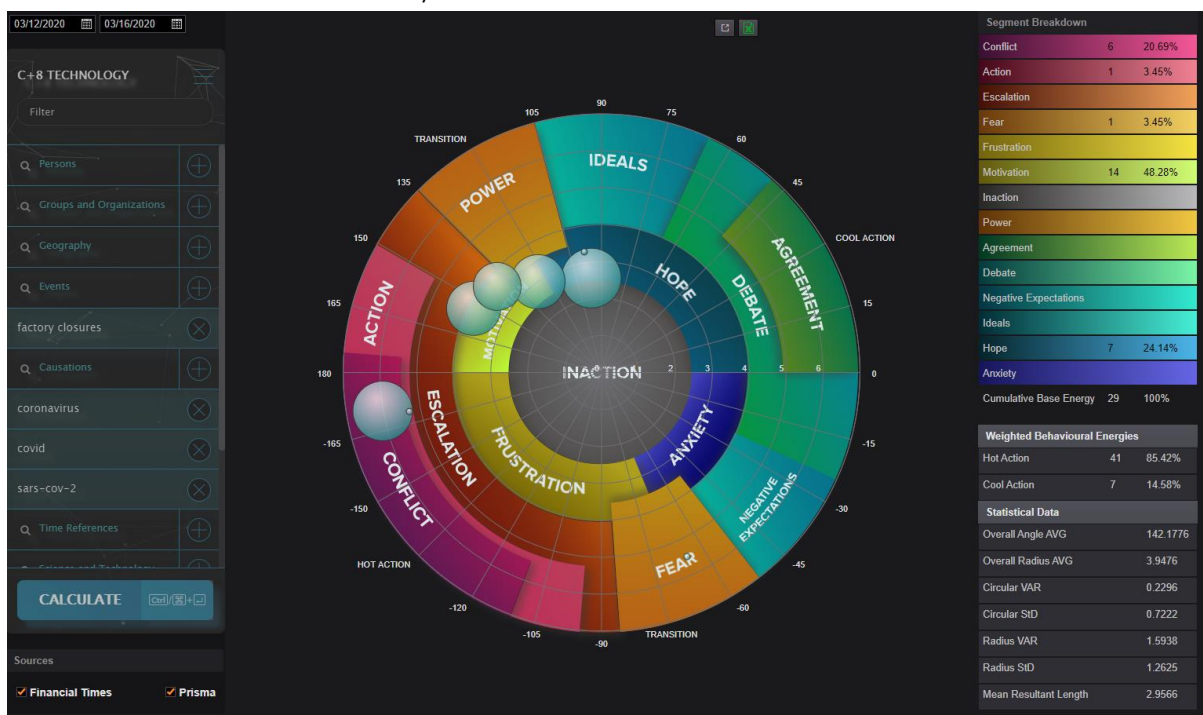 03/12/2020 03/16/2020
C+8 TECHNOLOGY
Filter
Persons
Groups and Organizations
Geography
Events
factory closures
Causations
coronavirus
covid
sars-cov-2
Time References
Science and Technology
CALCULATE Ctrl/⌘+↵
Sources
Financial Times Prisma
90
105 75
TRANSITION 60
IDEALS
135 POWER 45
150 AGREEMENT COOL ACTION
HOPE
165 ACTION DEBATE 15
180 INACTION 2 3 4 5 6 0
ESCALATION ANXIETY
-165 FRUSTRATION -15
CONFLICT NEGATIVE EXPECTATIONS
-150 -30
HOT ACTION FEAR -45
-120 -60
-105 TRANSITION
-90
Segment Breakdown
Conflict 6 20.69%
Action 1 3.45%
Escalation
Fear 1 3.45%
Frustration
Motivation 14 48.28%
Inaction
Power
Agreement
Debate
Negative Expectations
Ideals
Hope 7 24.14%
Anxiety
Cumulative Base Energy 29 100%
Weighted Behavioural Energies
Hot Action 41 85.42%
Cool Action 7 14.58%
Statistical Data
Overall Angle AVG 142.1776
Overall Radius AVG 3.9476
Circular VAR 0.2296
Circular StD 0.7222
Radius VAR 1.5938
Radius StD 1.2625
Mean Resultant Length 2.9566